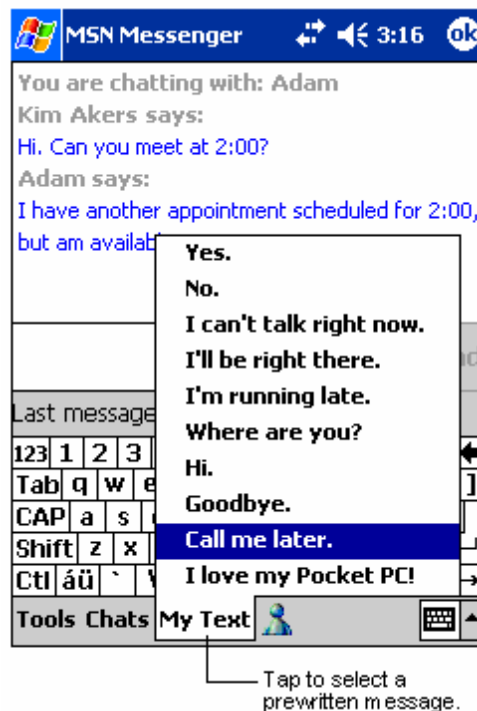 MSN Messenger 3:16 ok
You are chatting with: Adam
Kim Akers says:
Hi. Can you meet at 2:00?
Adam says:
I have another appointment scheduled for 2:00,
but am
Yes.
No.
I can't talk right now.
I'll be right there.
I'm running late.
Where are you?
Hi.
Goodbye.
Call me later.
I love my Pocket PC!
Last message
123 1 2 3
Tab q w e ]
CAP a s
Shift z x
Ctl áü `
Tools Chats My Text
Tap to select a
prewritten message.